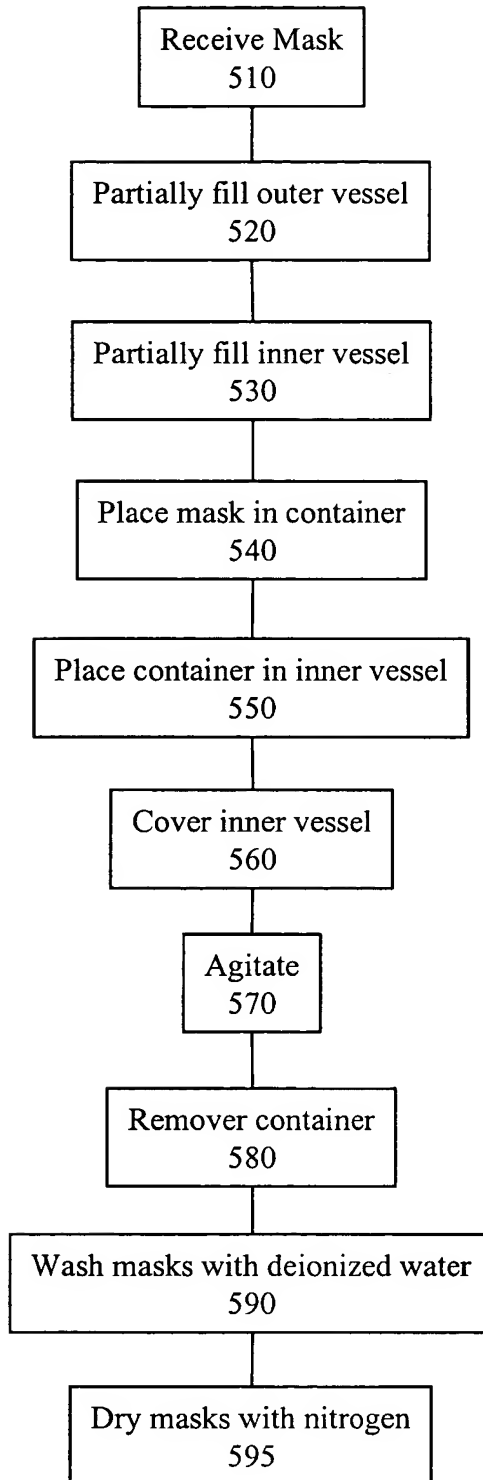 Receive Mask
510
Partially fill outer vessel
520
Partially fill inner vessel
530
Place mask in container
540
Place container in inner vessel
550
Cover inner vessel
560
Agitate
570
Remover container
580
Wash masks with deionized water
590
Dry masks with nitrogen
595